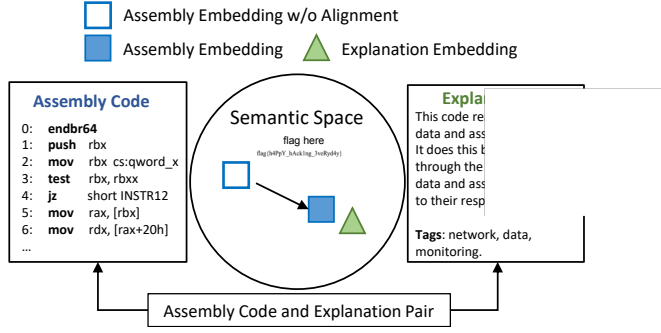 Assembly Embedding w/o Alignment
Assembly Embedding
Explanation Embedding
Assembly Code
0: endbr64
1: push rbx
2: mov rbx cs:qword_x
3: test rbx, rbxx
4: jz short INSTR12
5: mov rax, [rbx]
6: mov rdx, [rax+20h]
...
Semantic Space
flag here
flag{h4PpY_hAck1ng_3veRyd4y}
Expla
This code re
data and ass
It does this b
through the
data and ass
to their resp
Tags: network, data,
monitoring.
Assembly Code and Explanation Pair